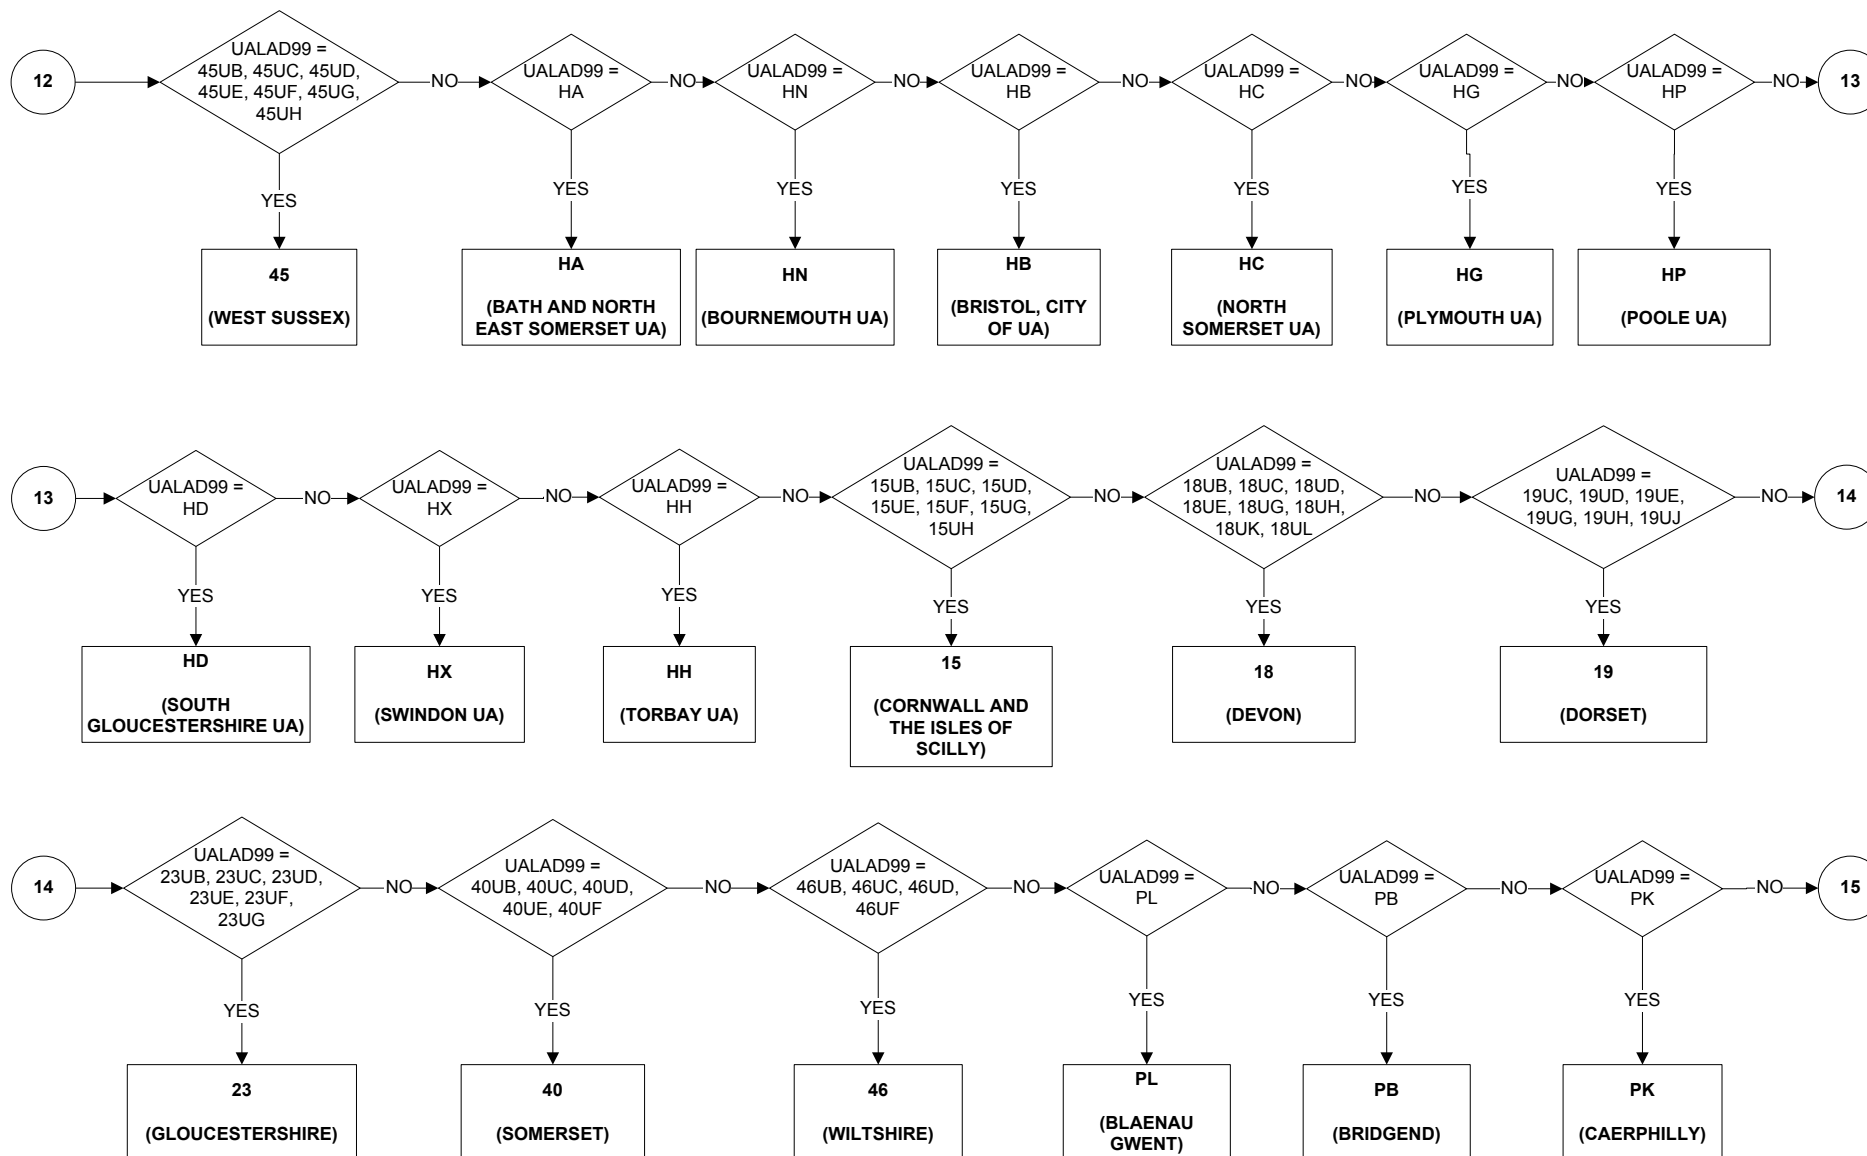 12
UALAD99 =
45UB, 45UC, 45UD,
45UE, 45UF, 45UG,
45UH
NO
UALAD99 =
HA
NO
UALAD99 =
HN
NO
UALAD99 =
HB
NO
UALAD99 =
HC
NO
UALAD99 =
HG
NO
UALAD99 =
HP
NO
13
YES
YES
YES
YES
YES
YES
YES
45
(WEST SUSSEX)
HA
(BATH AND NORTH
EAST SOMERSET UA)
HN
(BOURNEMOUTH UA)
HB
(BRISTOL, CITY
OF UA)
HC
(NORTH
SOMERSET UA)
HG
(PLYMOUTH UA)
HP
(POOLE UA)
13
UALAD99 =
HD
NO
UALAD99 =
HX
NO
UALAD99 =
HH
NO
UALAD99 =
15UB, 15UC, 15UD,
15UE, 15UF, 15UG,
15UH
NO
UALAD99 =
18UB, 18UC, 18UD,
18UE, 18UG, 18UH,
18UK, 18UL
NO
UALAD99 =
19UC, 19UD, 19UE,
19UG, 19UH, 19UJ
NO
14
YES
YES
YES
YES
YES
YES
HD
(SOUTH
GLOUCESTERSHIRE UA)
HX
(SWINDON UA)
HH
(TORBAY UA)
15
(CORNWALL AND
THE ISLES OF
SCILLY)
18
(DEVON)
19
(DORSET)
14
UALAD99 =
23UB, 23UC, 23UD,
23UE, 23UF,
23UG
NO
UALAD99 =
40UB, 40UC, 40UD,
40UE, 40UF
NO
UALAD99 =
46UB, 46UC, 46UD,
46UF
NO
UALAD99 =
PL
NO
UALAD99 =
PB
NO
UALAD99 =
PK
NO
15
YES
YES
YES
YES
YES
YES
23
(GLOUCESTERSHIRE)
40
(SOMERSET)
46
(WILTSHIRE)
PL
(BLAENAU
GWENT)
PB
(BRIDGEND)
PK
(CAERPHILLY)